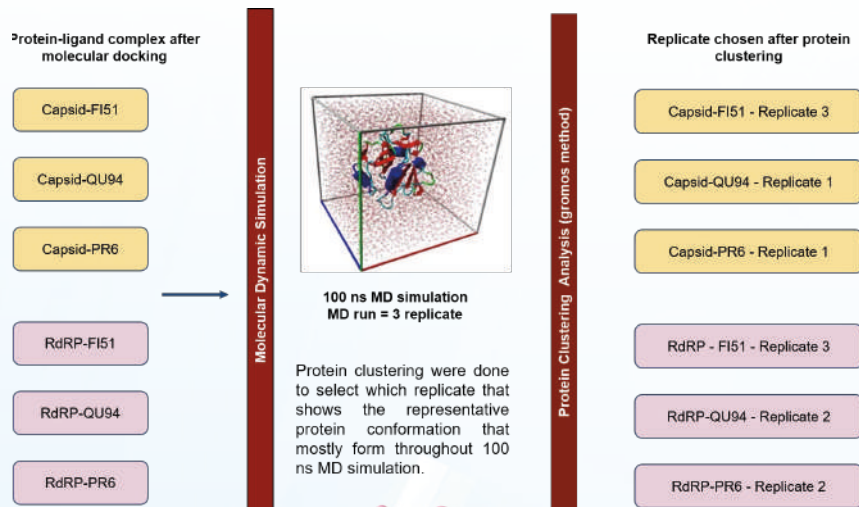 Protein-ligand complex after
molecular docking
Capsid-FI51
Capsid-QU94
Capsid-PR6
RdRP-FI51
RdRP-QU94
RdRP-PR6
Molecular Dynamic Simulation
100 ns MD simulation
MD run = 3 replicate
Protein clustering were done
to select which replicate that
shows the representative
protein conformation that
mostly form throughout 100
ns MD simulation.
Protein Clustering Analysis (gromos method)
Replicate chosen after protein
clustering
Capsid-FI51 - Replicate 3
Capsid-QU94 - Replicate 1
Capsid-PR6 - Replicate 1
RdRP - FI51 - Replicate 3
RdRP-QU94 - Replicate 2
RdRP-PR6 - Replicate 2